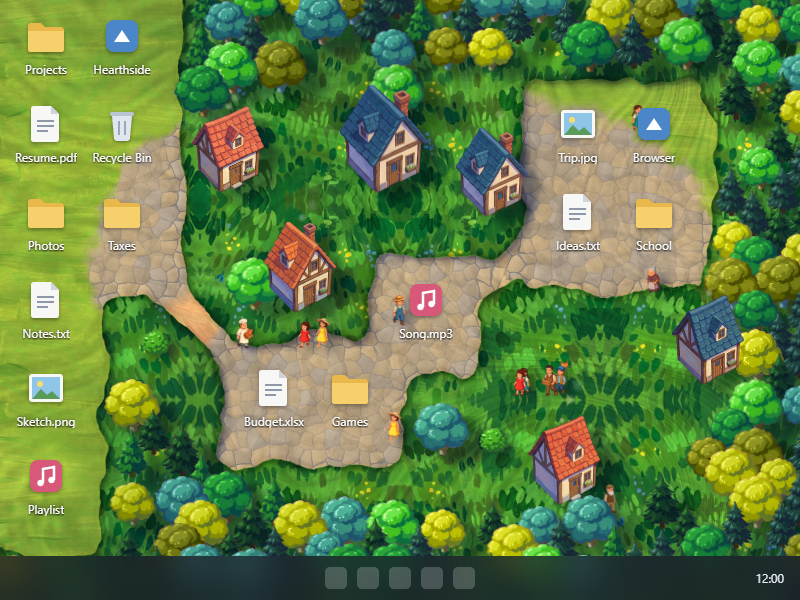 Projects
Hearthside
Resume.pdf
Recycle Bin
Trip.jpg
Browser
Photos
Taxes
Ideas.txt
School
Notes.txt
Song.mp3
Sketch.png
Budget.xlsx
Games
Playlist
12:00